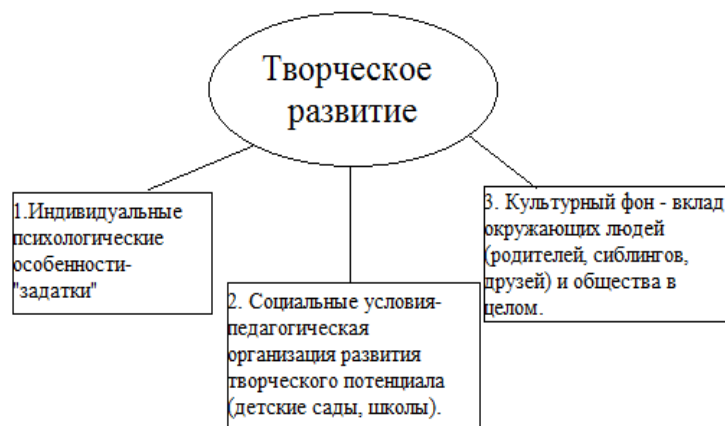 Творческое
развитие
1.Индивидуальные
психологические
особенности-
"задатки"
2. Социальные условия-
педагогическая
организация развития
творческого потенциала
(детские сады, школы).
3. Культурный фон - вклад
окружающих людей
(родителей, сиблингов,
друзей) и общества в
целом.